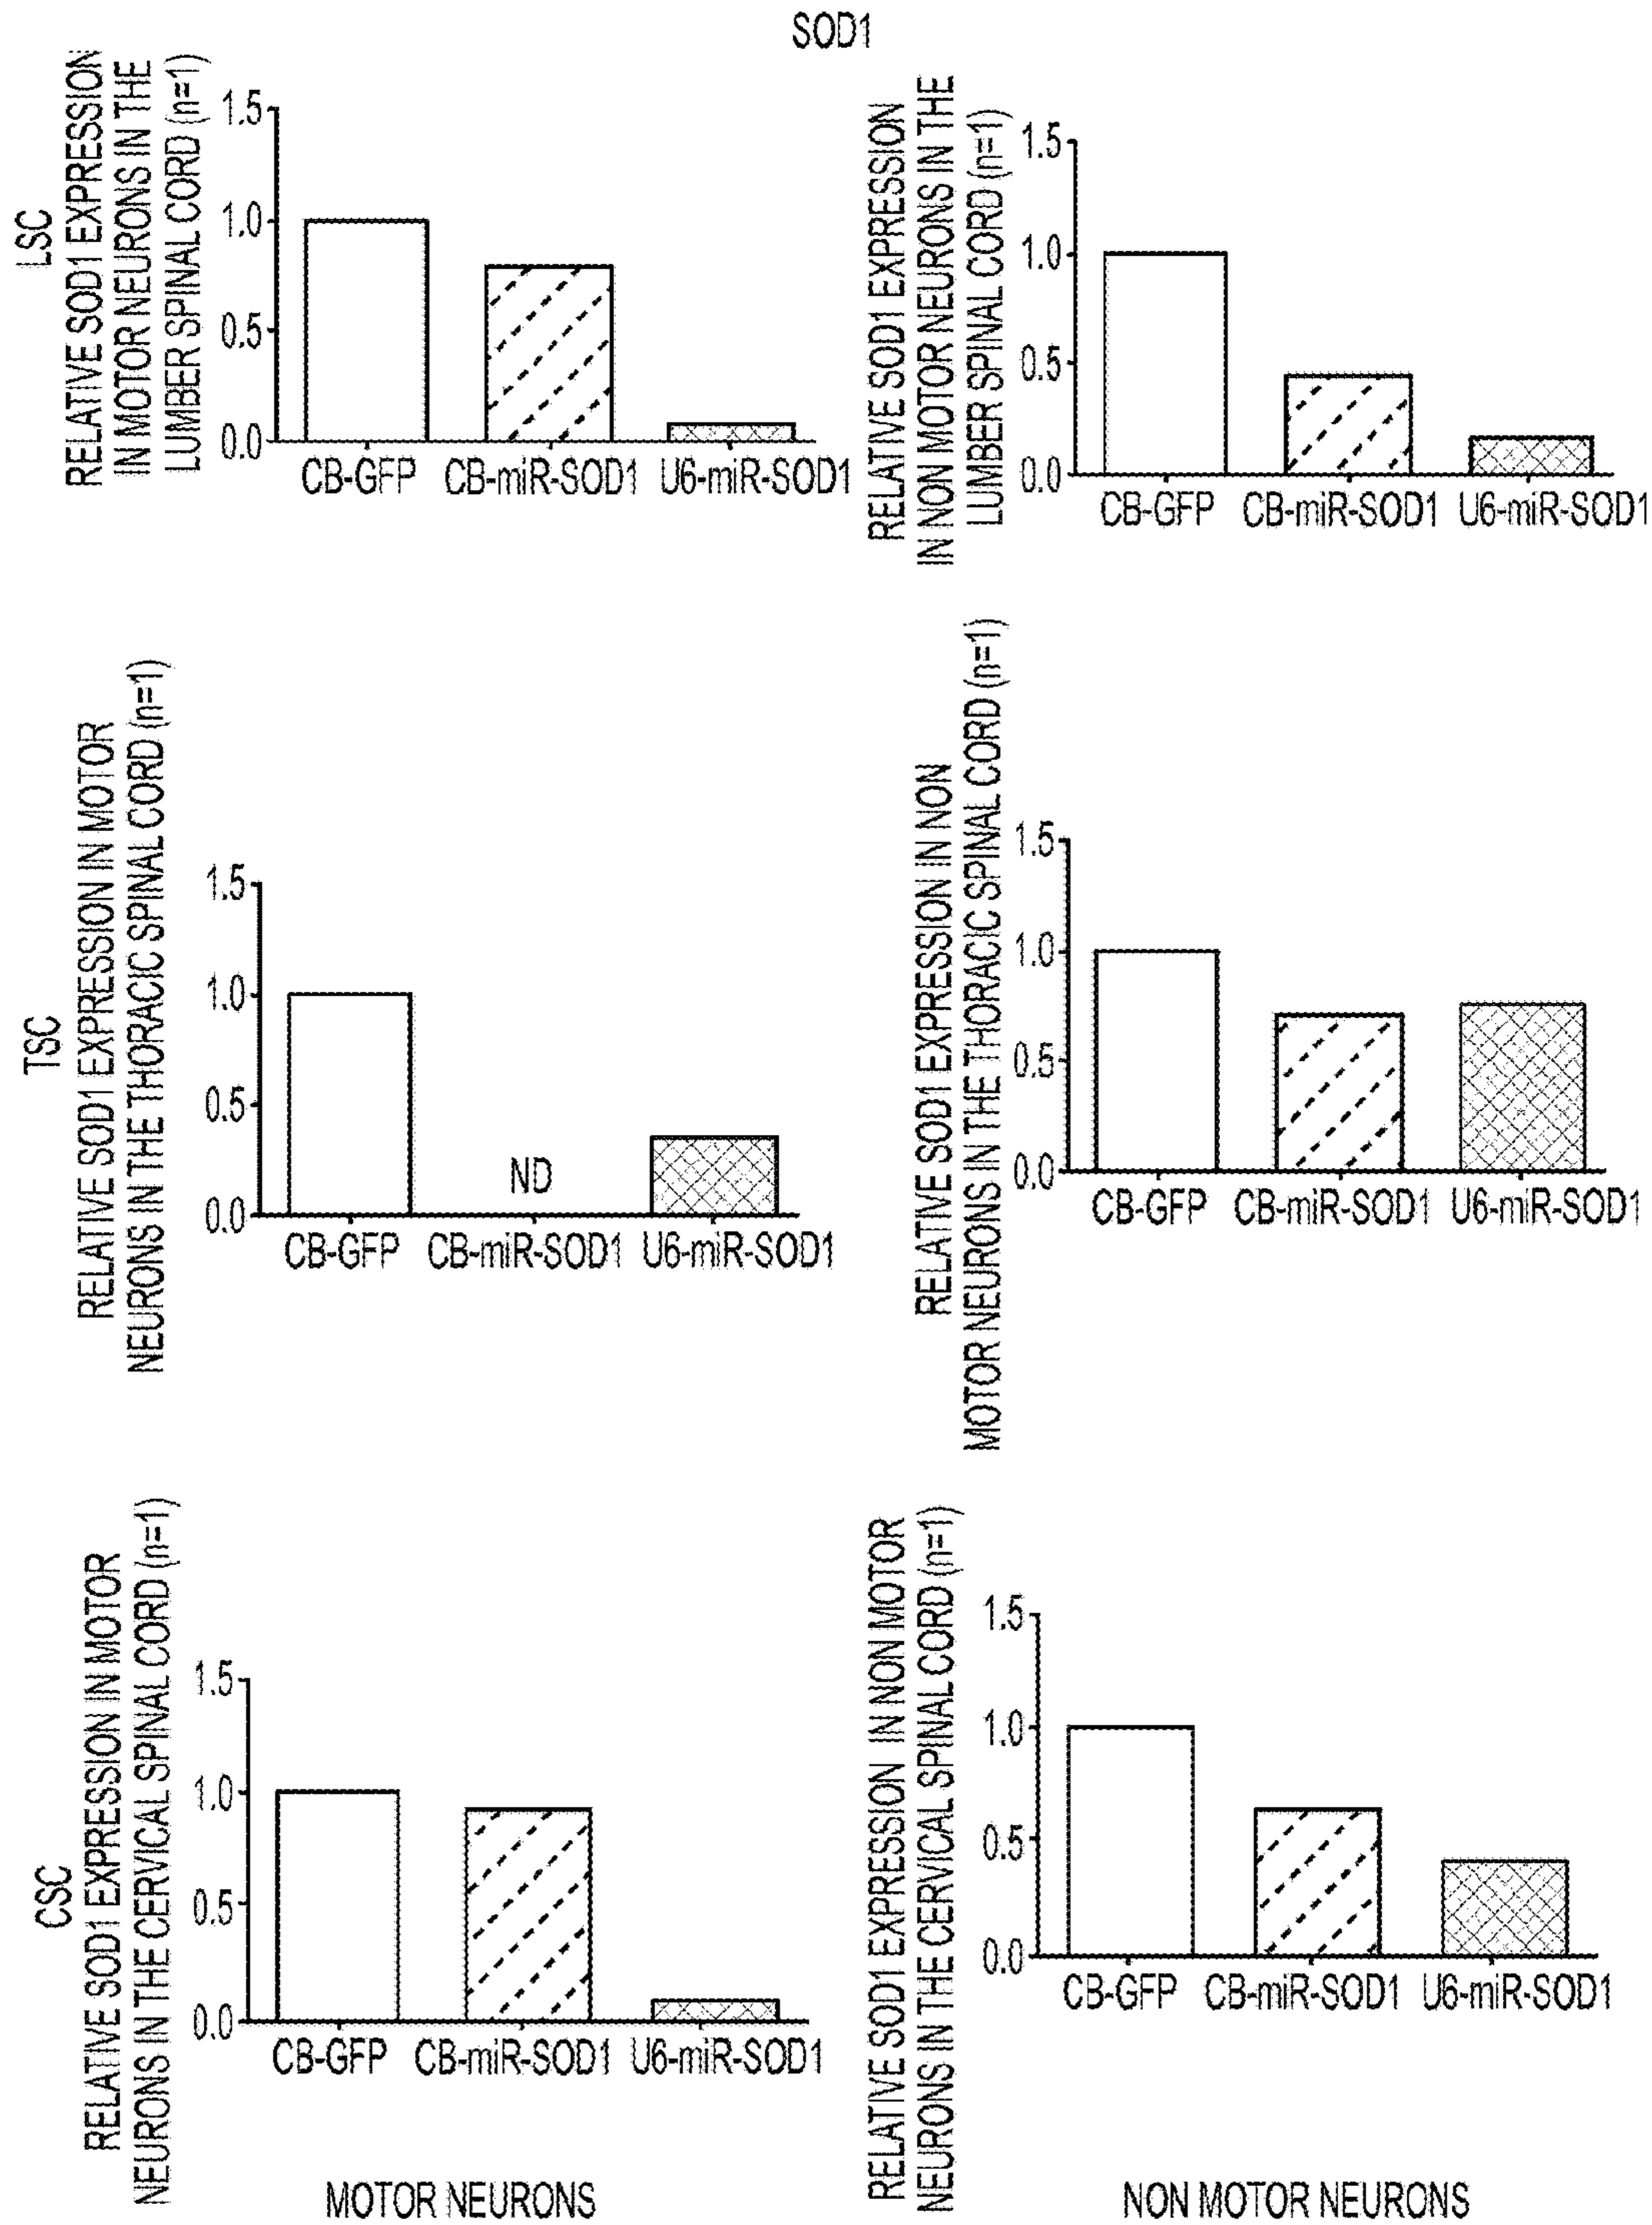 SOD1
LSC
RELATIVE SOD1 EXPRESSION
IN MOTOR NEURONS IN THE
LUMBER SPINAL CORD (n=1)
1.5
1.0
0.5
0.0
CB-GFP CB-miR-SOD1 U6-miR-SOD1
RELATIVE SOD1 EXPRESSION
IN NON MOTOR NEURONS IN THE
LUMBER SPINAL CORD (n=1)
1.5
1.0
0.5
0.0
CB-GFP CB-miR-SOD1 U6-miR-SOD1
TSC
RELATIVE SOD1 EXPRESSION IN MOTOR
NEURONS IN THE THORACIC SPINAL CORD (n=1)
1.5
1.0
0.5
0.0
ND
CB-GFP CB-miR-SOD1 U6-miR-SOD1
RELATIVE SOD1 EXPRESSION IN NON
MOTOR NEURONS IN THE THORACIC SPINAL CORD (n=1)
1.5
1.0
0.5
0.0
CB-GFP CB-miR-SOD1 U6-miR-SOD1
CSC
RELATIVE SOD1 EXPRESSION IN MOTOR
NEURONS IN THE CERVICAL SPINAL CORD (n=1)
1.5
1.0
0.5
0.0
CB-GFP CB-miR-SOD1 U6-miR-SOD1
RELATIVE SOD1 EXPRESSION IN NON MOTOR
NEURONS IN THE CERVICAL SPINAL CORD (n=1)
1.5
1.0
0.5
0.0
CB-GFP CB-miR-SOD1 U6-miR-SOD1
MOTOR NEURONS
NON MOTOR NEURONS